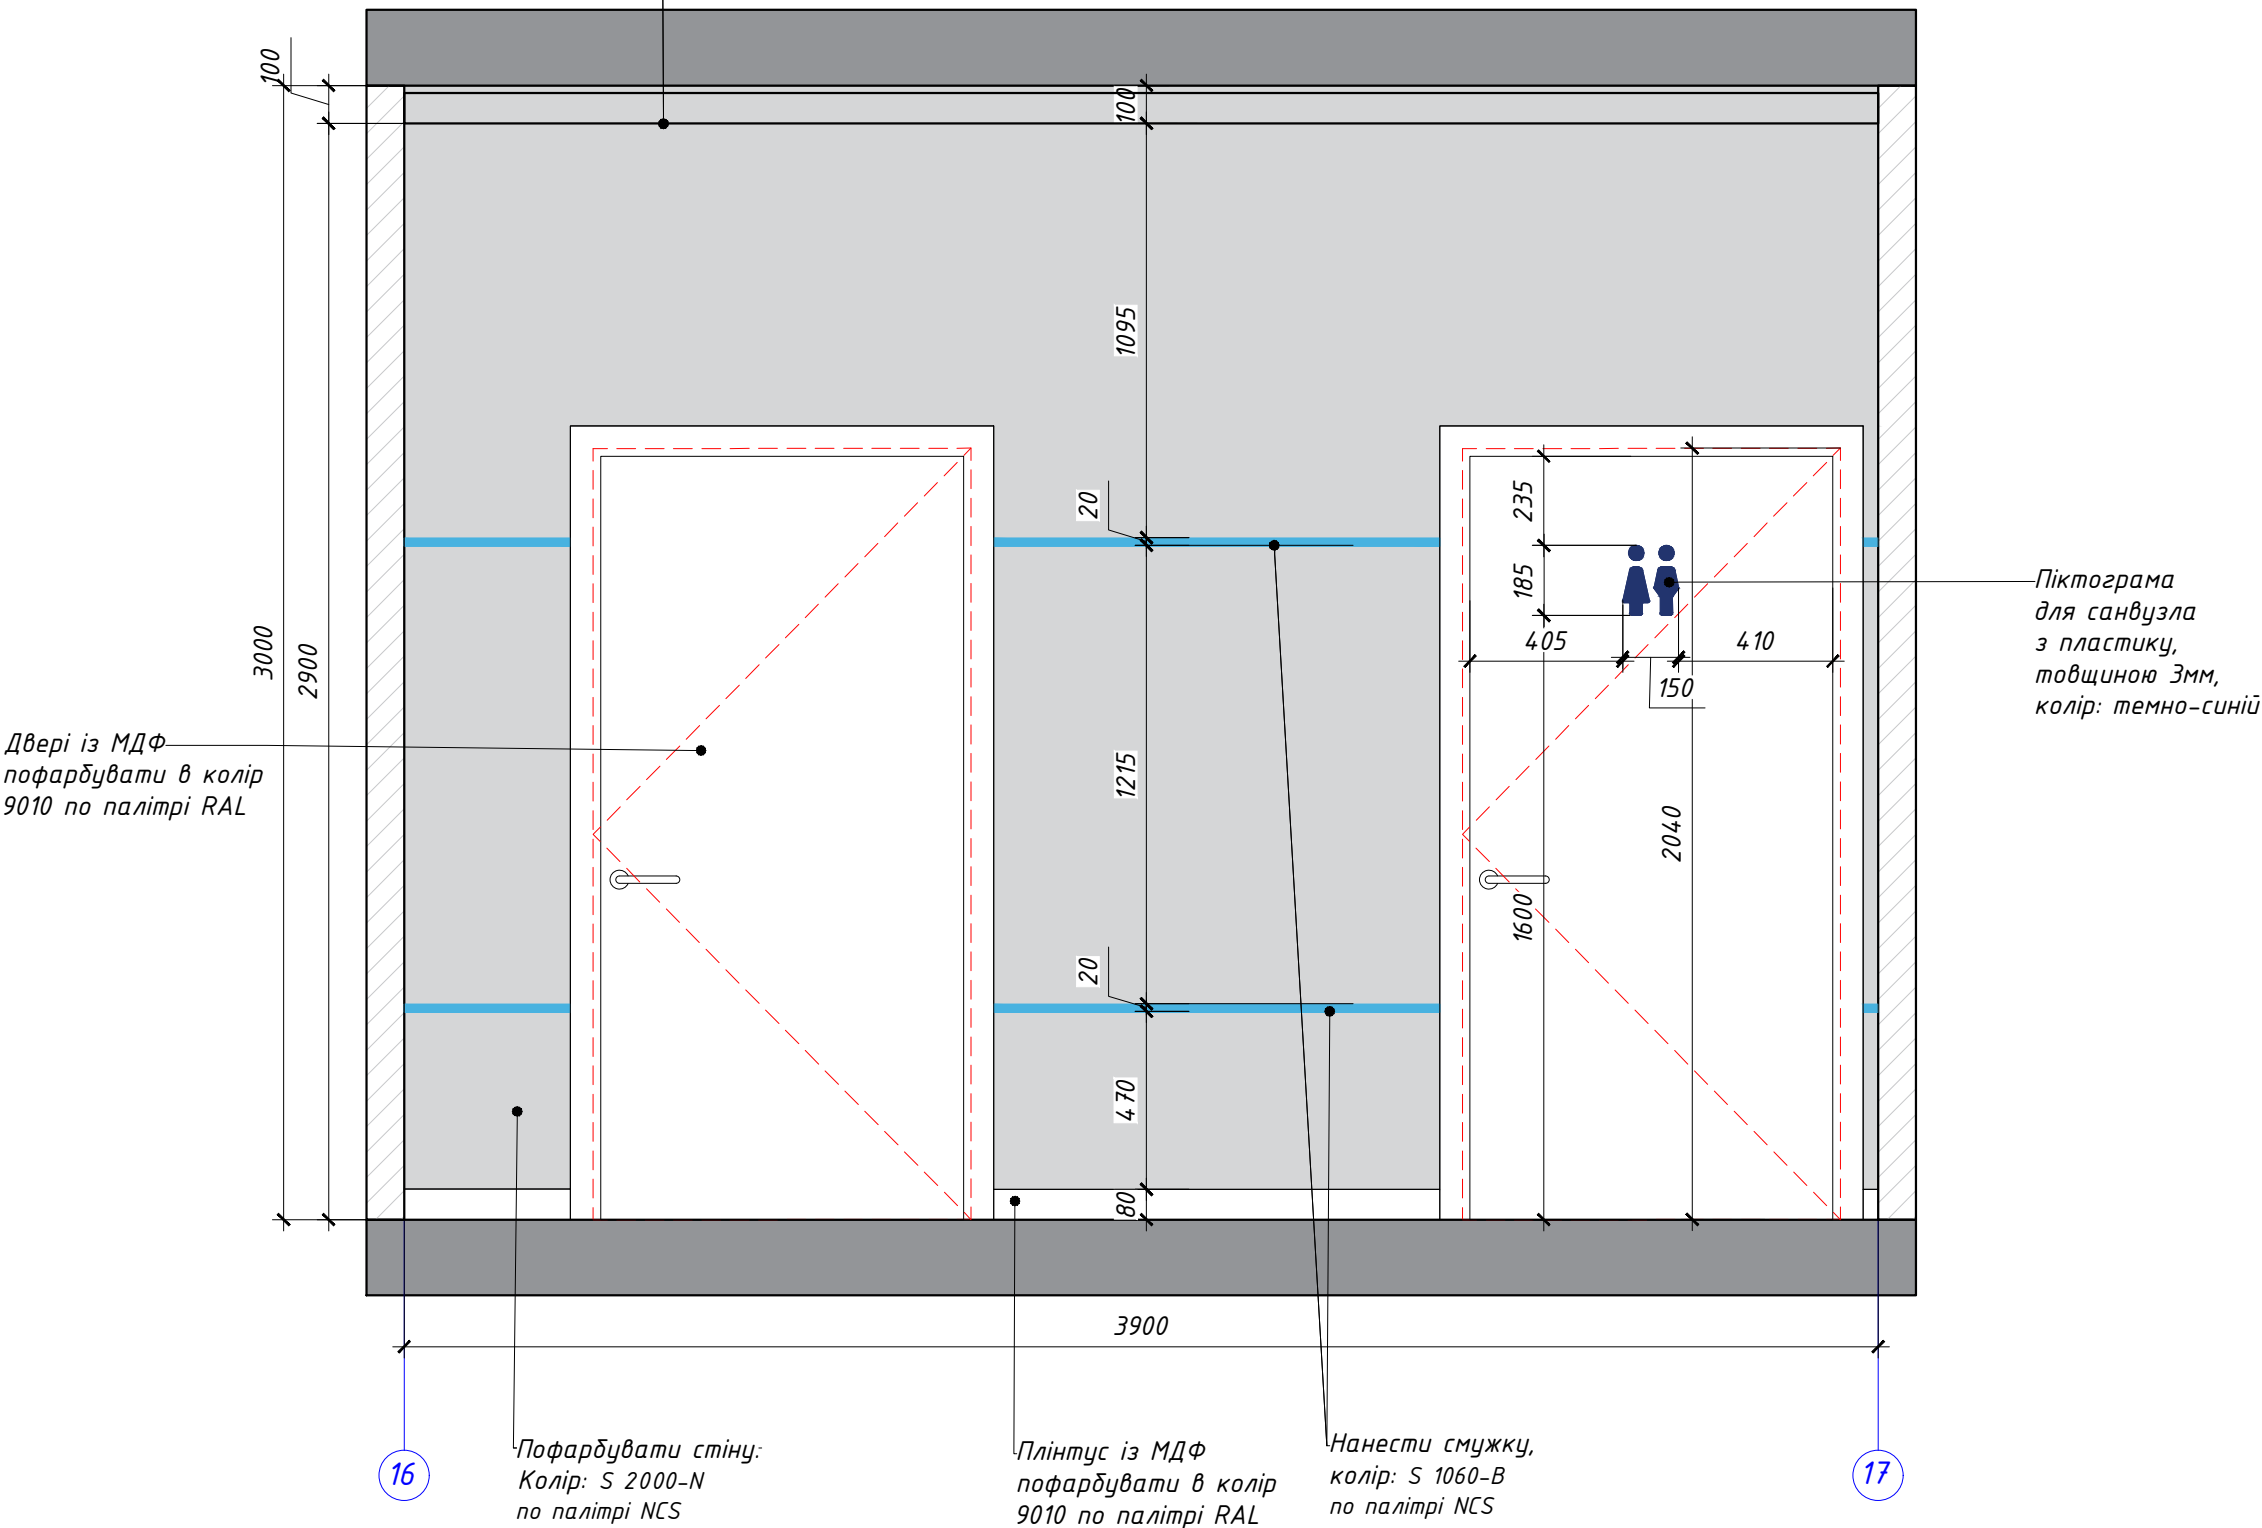 100
100
1095
20
235
185
405
410
150
Піктограма
для санвузла
з пластику,
товщиною 3мм,
колір: темно-синій
3000
2900
Двері із МДФ
пофарбувати в колір
9010 по палітрі RAL
1215
2040
1600
20
470
80
3900
16
17
Пофарбувати стіну:
Колір: S 2000-N
по палітрі NCS
Плінтус із МДФ
пофарбувати в колір
9010 по палітрі RAL
Нанести смужку,
колір: S 1060-B
по палітрі NCS